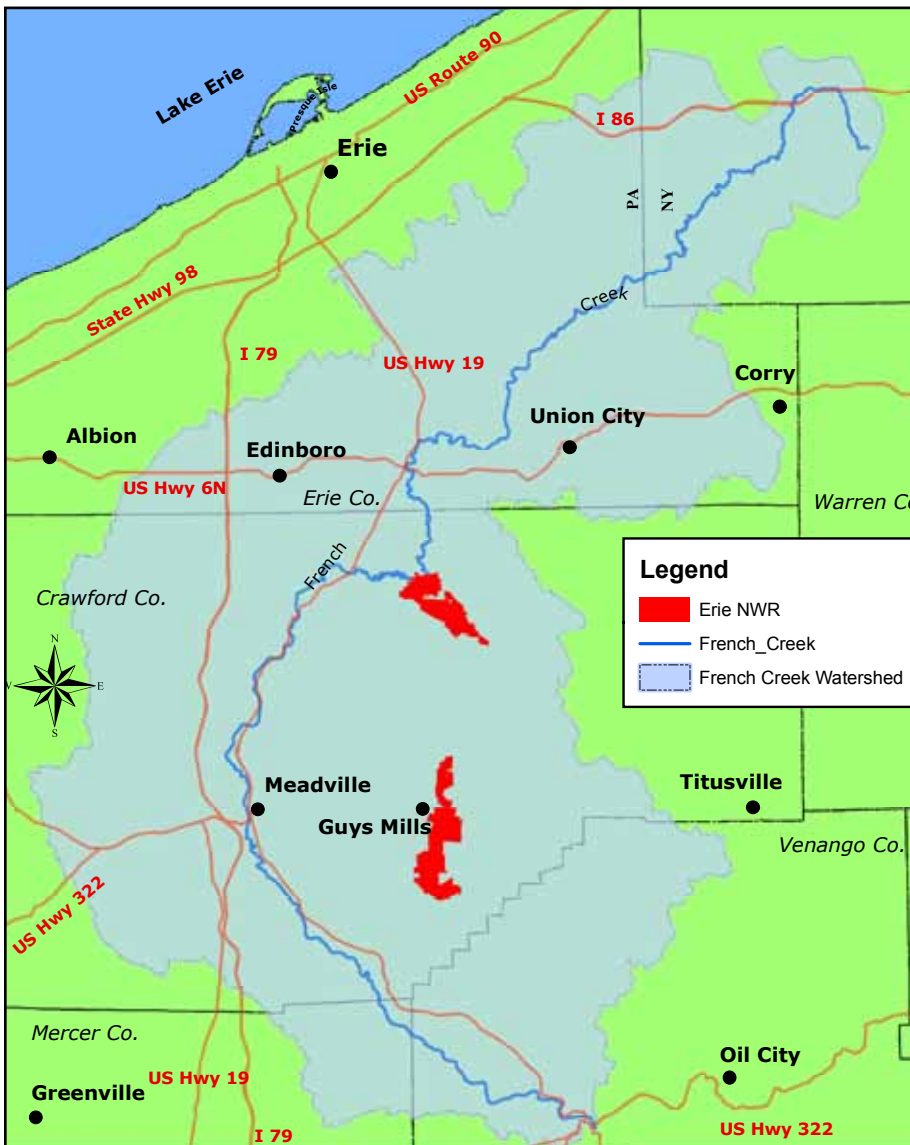 Lake Erie
Presque Isle
US Route 90
Erie
I 86
PA
NY
State Hwy 98
Creek
I 79
US Hwy 19
Corry
Union City
Albion
Edinboro
US Hwy 6N
Erie Co.
Warren Co
French
Legend
Erie NWR
French_Creek
French Creek Watershed
Crawford Co.
N
E
S
Meadville
Guys Mills
Titusville
Venango Co.
US Hwy 322
Mercer Co.
Oil City
US Hwy 19
Greenville
I 79
US Hwy 322